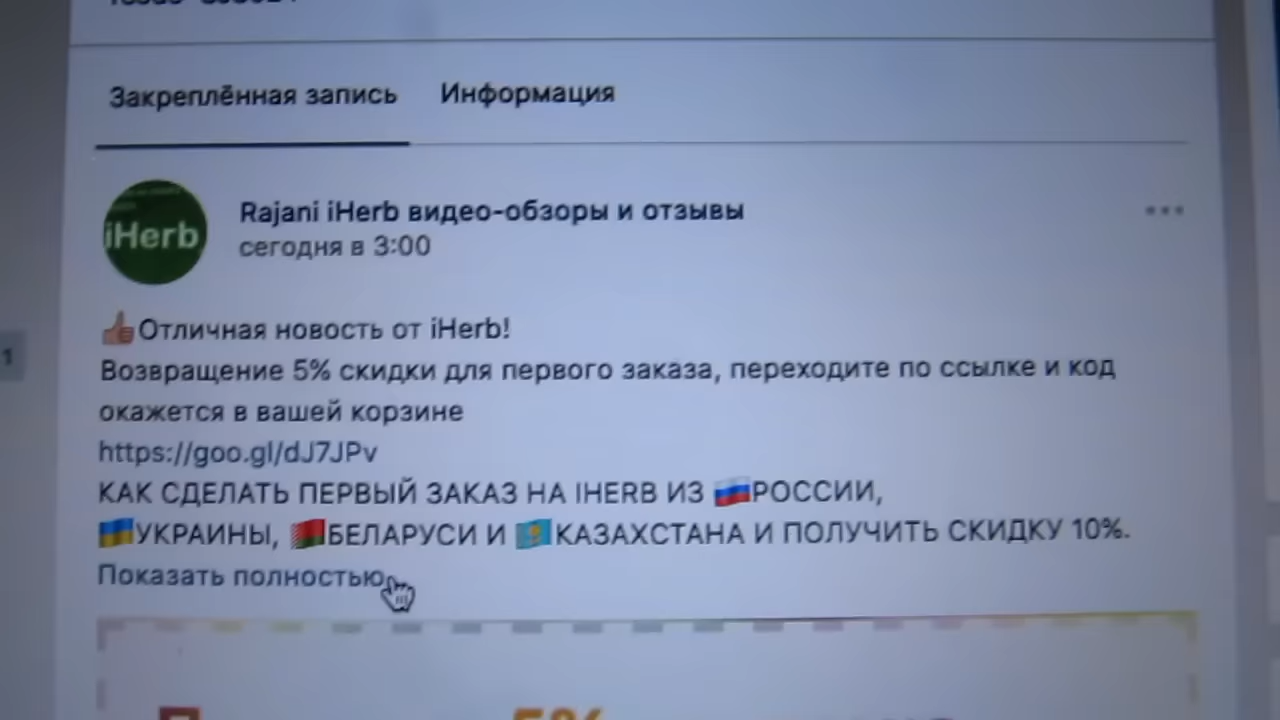 Закреплённая запись Информация
iHerb
Rajani iHerb видео-обзоры и отзывы
сегодня в 3:00
👍Отличная новость от iHerb!
Возвращение 5% скидки для первого заказа, переходите по ссылке и код
окажется в вашей корзине
https://goo.gl/dJ7JPv
КАК СДЕЛАТЬ ПЕРВЫЙ ЗАКАЗ НА IHERB ИЗ 🇷🇺РОССИИ,
🇺🇦УКРАИНЫ, 🇧🇾БЕЛАРУСИ И 🇰🇿КАЗАХСТАНА И ПОЛУЧИТЬ СКИДКУ 10%.
Показать полностью
1
5%